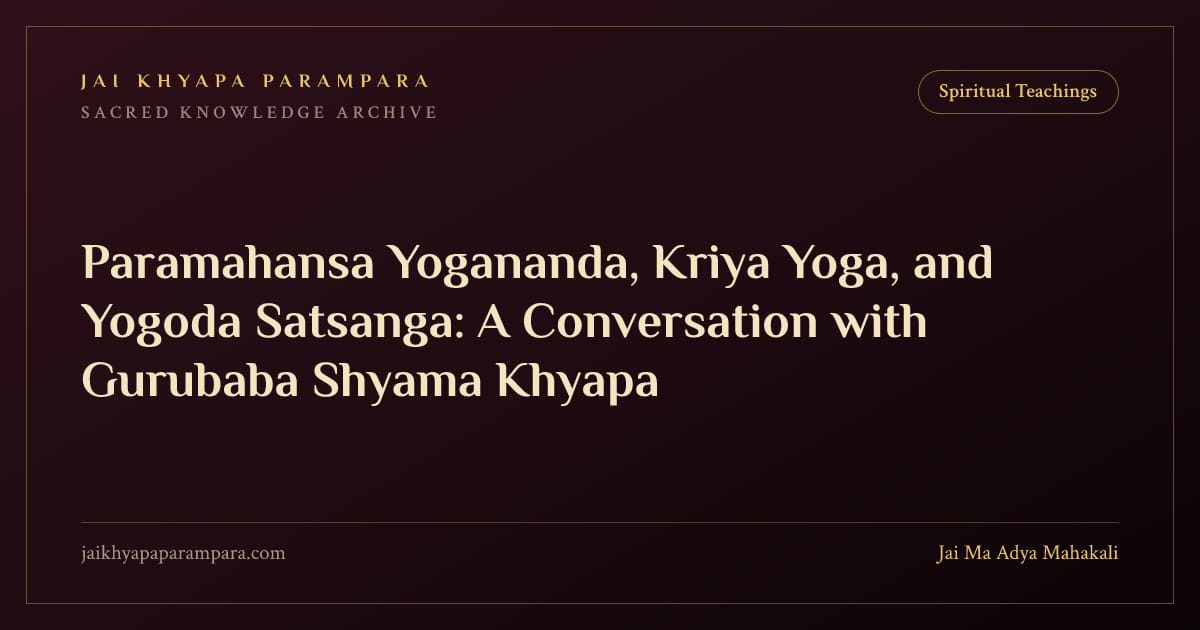 JAI KHYAPA PARAMPARA
SACRED KNOWLEDGE ARCHIVE
Spiritual Teachings
Paramahansa Yogananda, Kriya Yoga, and
Yogoda Satsanga: A Conversation with
Gurubaba Shyama Khyapa
jaikhyapaparampara.com
Jai Ma Adya Mahakali